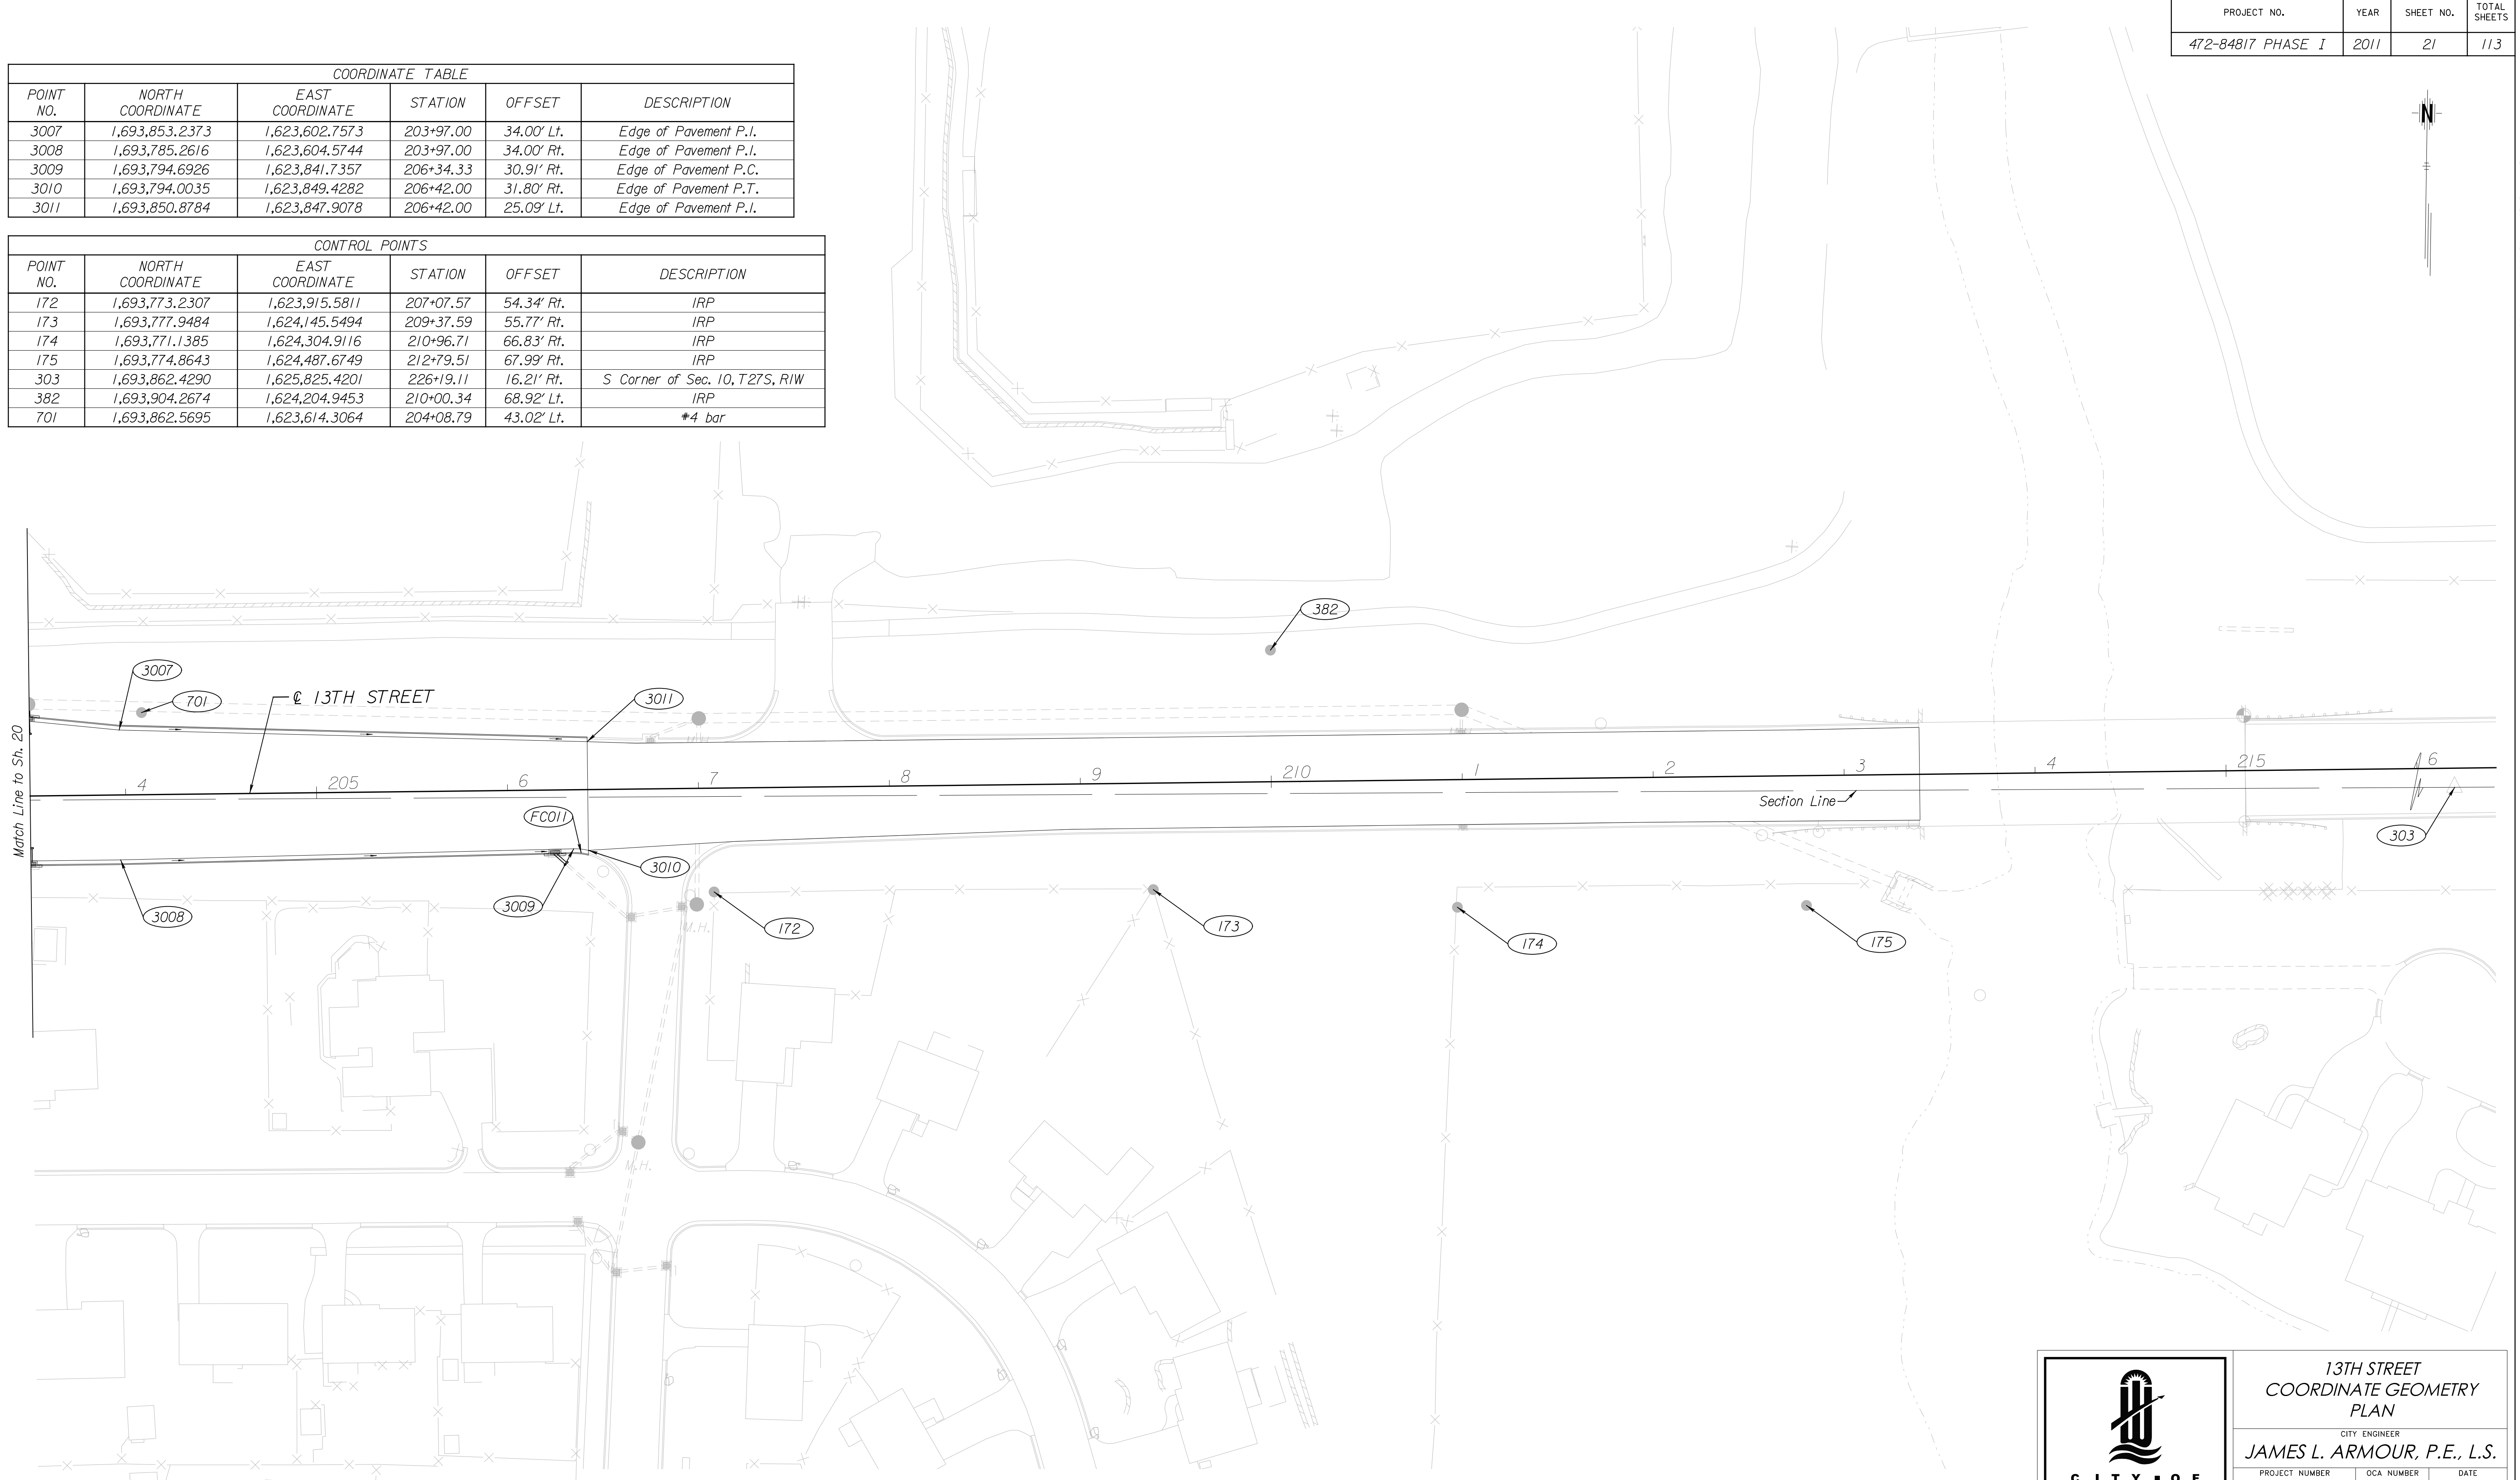 PROJECT NO. YEAR SHEET NO. TOTAL SHEETS
472-84817 PHASE I 2011 21 113
N
COORDINATE TABLE
POINT NO. NORTH COORDINATE EAST COORDINATE STATION OFFSET DESCRIPTION
3007 1,693,853.2373 1,623,602.7573 203+97.00 34.00' Lt. Edge of Pavement P.I.
3008 1,693,785.2616 1,623,604.5744 203+97.00 34.00' Rt. Edge of Pavement P.I.
3009 1,693,794.6926 1,623,841.7357 206+34.33 30.91' Rt. Edge of Pavement P.C.
3010 1,693,794.0035 1,623,849.4282 206+42.00 31.80' Rt. Edge of Pavement P.T.
3011 1,693,850.8784 1,623,847.9078 206+42.00 25.09' Lt. Edge of Pavement P.I.
CONTROL POINTS
POINT NO. NORTH COORDINATE EAST COORDINATE STATION OFFSET DESCRIPTION
172 1,693,773.2307 1,623,915.5811 207+07.57 54.34' Rt. IRP
173 1,693,777.9484 1,624,145.5494 209+37.59 55.77' Rt. IRP
174 1,693,771.1385 1,624,304.9116 210+96.71 66.83' Rt. IRP
175 1,693,774.8643 1,624,487.6749 212+79.51 67.99' Rt. IRP
303 1,693,862.4290 1,625,825.4201 226+19.11 16.21' Rt. S Corner of Sec. 10, T27S, R1W
382 1,693,904.2674 1,624,204.9453 210+00.34 68.92' Lt. IRP
701 1,693,862.5695 1,623,614.3064 204+08.79 43.02' Lt. #4 bar
382
3007
701
℄ 13TH STREET
3011
Match Line to Sh. 20
4 205 6 7 8 9 210 1 2 3 4 215 6
Section Line
FC011
303
3010
3009
3008
172
173
174
175
M.H.
M.H.
13TH STREET
COORDINATE GEOMETRY
PLAN
CITY ENGINEER
JAMES L. ARMOUR, P.E., L.S.
PROJECT NUMBER OCA NUMBER DATE
CITY OF